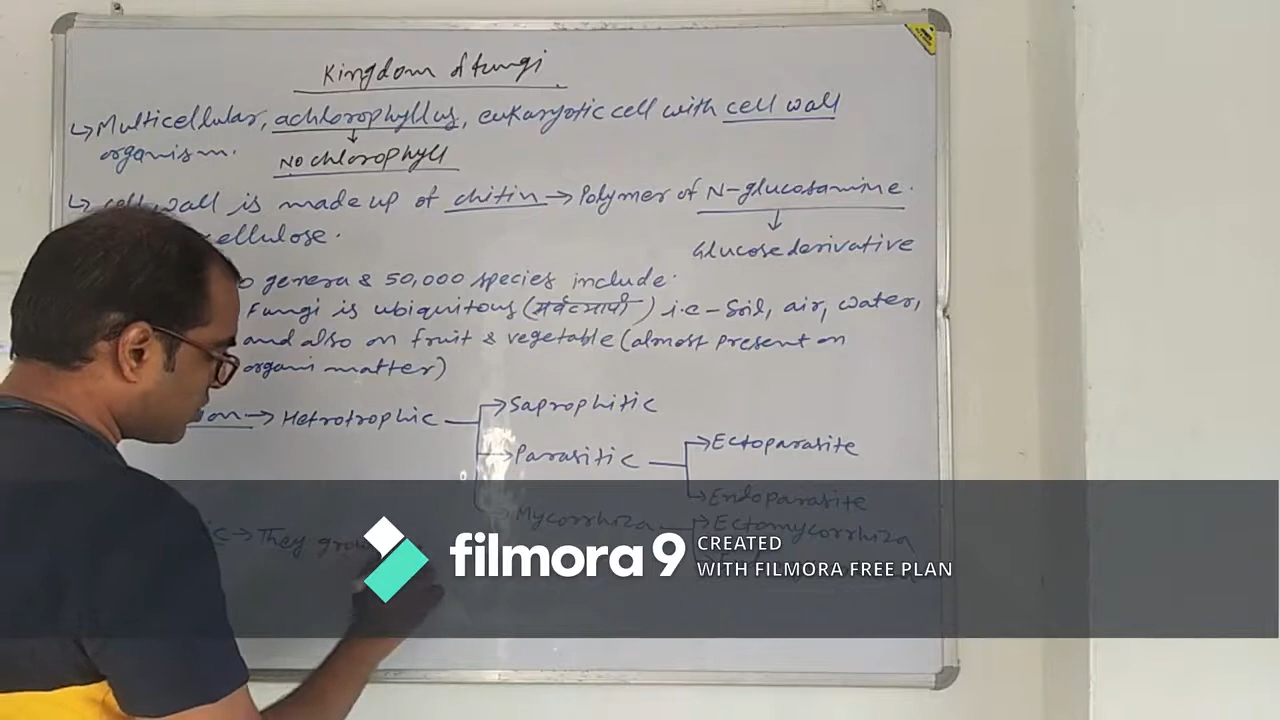 Kingdom of fungi
↳ Multicellular, achlorophyllus, eukaryotic cell with cell wall
organism.
No chlorophyll
↳ cell wall is made up of chitin → Polymer of N-glucosamine.
cellulose.
Glucose derivative
genera & 50,000 species include.
Fungi is ubiquitous (सर्वव्यापी) i.e - Soil, air, water,
and also on fruit & vegetable (almost present on
organi matter)
→ Hetrotrophic
→ Saprophitic
→ Parasitic
→ Ectoparasite
→ Endoparasite
→ Mycorrhiza
→ Ectomycorrhiza
→ They grow
filmora 9
CREATED
WITH FILMORA FREE PLAN